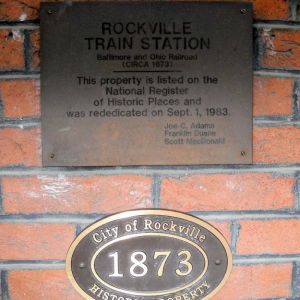 ROCKVILLE
TRAIN STATION
Baltimore and Ohio Railroad
(CIRCA 1873)
This property is listed on the
National Register
of Historic Places and
was rededicated on Sept. 1, 1983.
Joe C. Adams
Franklin Duane
Scott MacDonald
City of Rockville
1873
HISTORIC PROPERTY